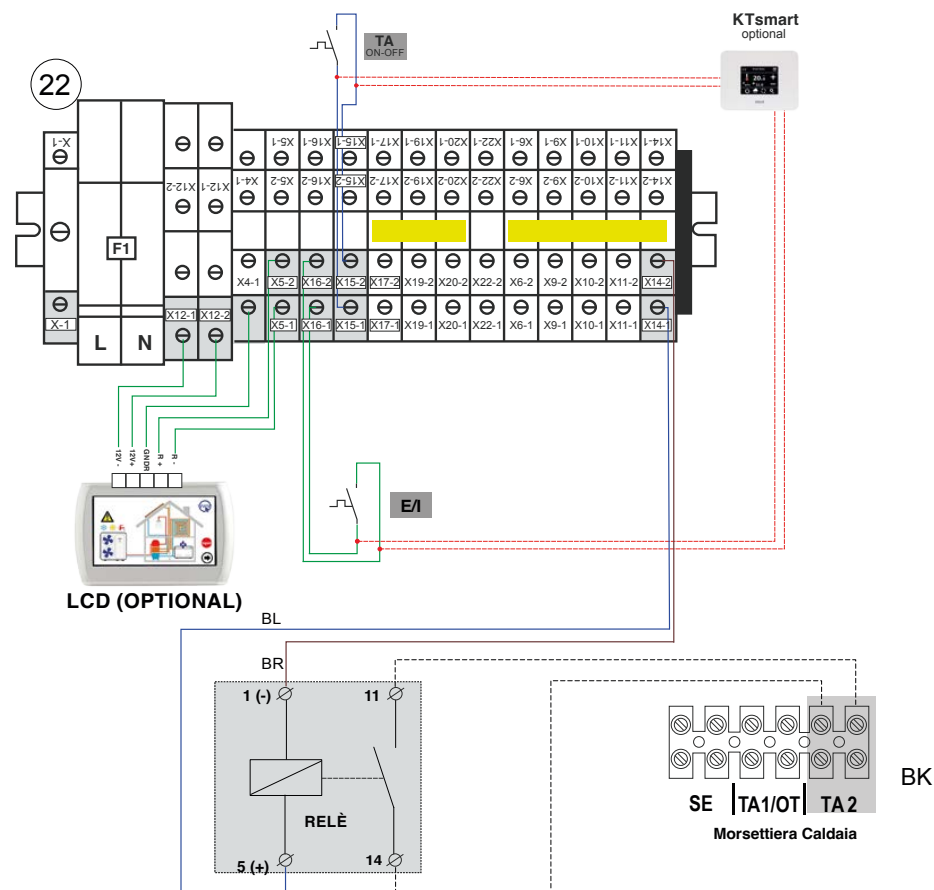 KTsmart
optional
TA
ON-OFF
22
X-1
X5-1
X16-1
X15-1
X17-1
X19-1
X20-1
X22-1
X6-1
X9-1
X10-1
X11-1
X14-1
X12-2
X12-1
X4-1
X5-2
X16-2
X15-2
X17-2
X19-2
X20-2
X22-2
X6-2
X9-2
X10-2
X11-2
X14-2
F1
X4-1
X5-2
X16-2
X15-2
X17-2
X19-2
X20-2
X22-2
X6-2
X9-2
X10-2
X11-2
X14-2
X-1
X12-1
X12-2
X5-1
X16-1
X15-1
X17-1
X19-1
X20-1
X22-1
X6-1
X9-1
X10-1
X11-1
X14-1
L
N
12V -
12V+
GNDR
R +
R -
E/I
LCD (OPTIONAL)
BL
BR
1 (-)
11
RELÈ
5 (+)
14
SE
TA1/OT
TA 2
BK
Morsettiera Caldaia